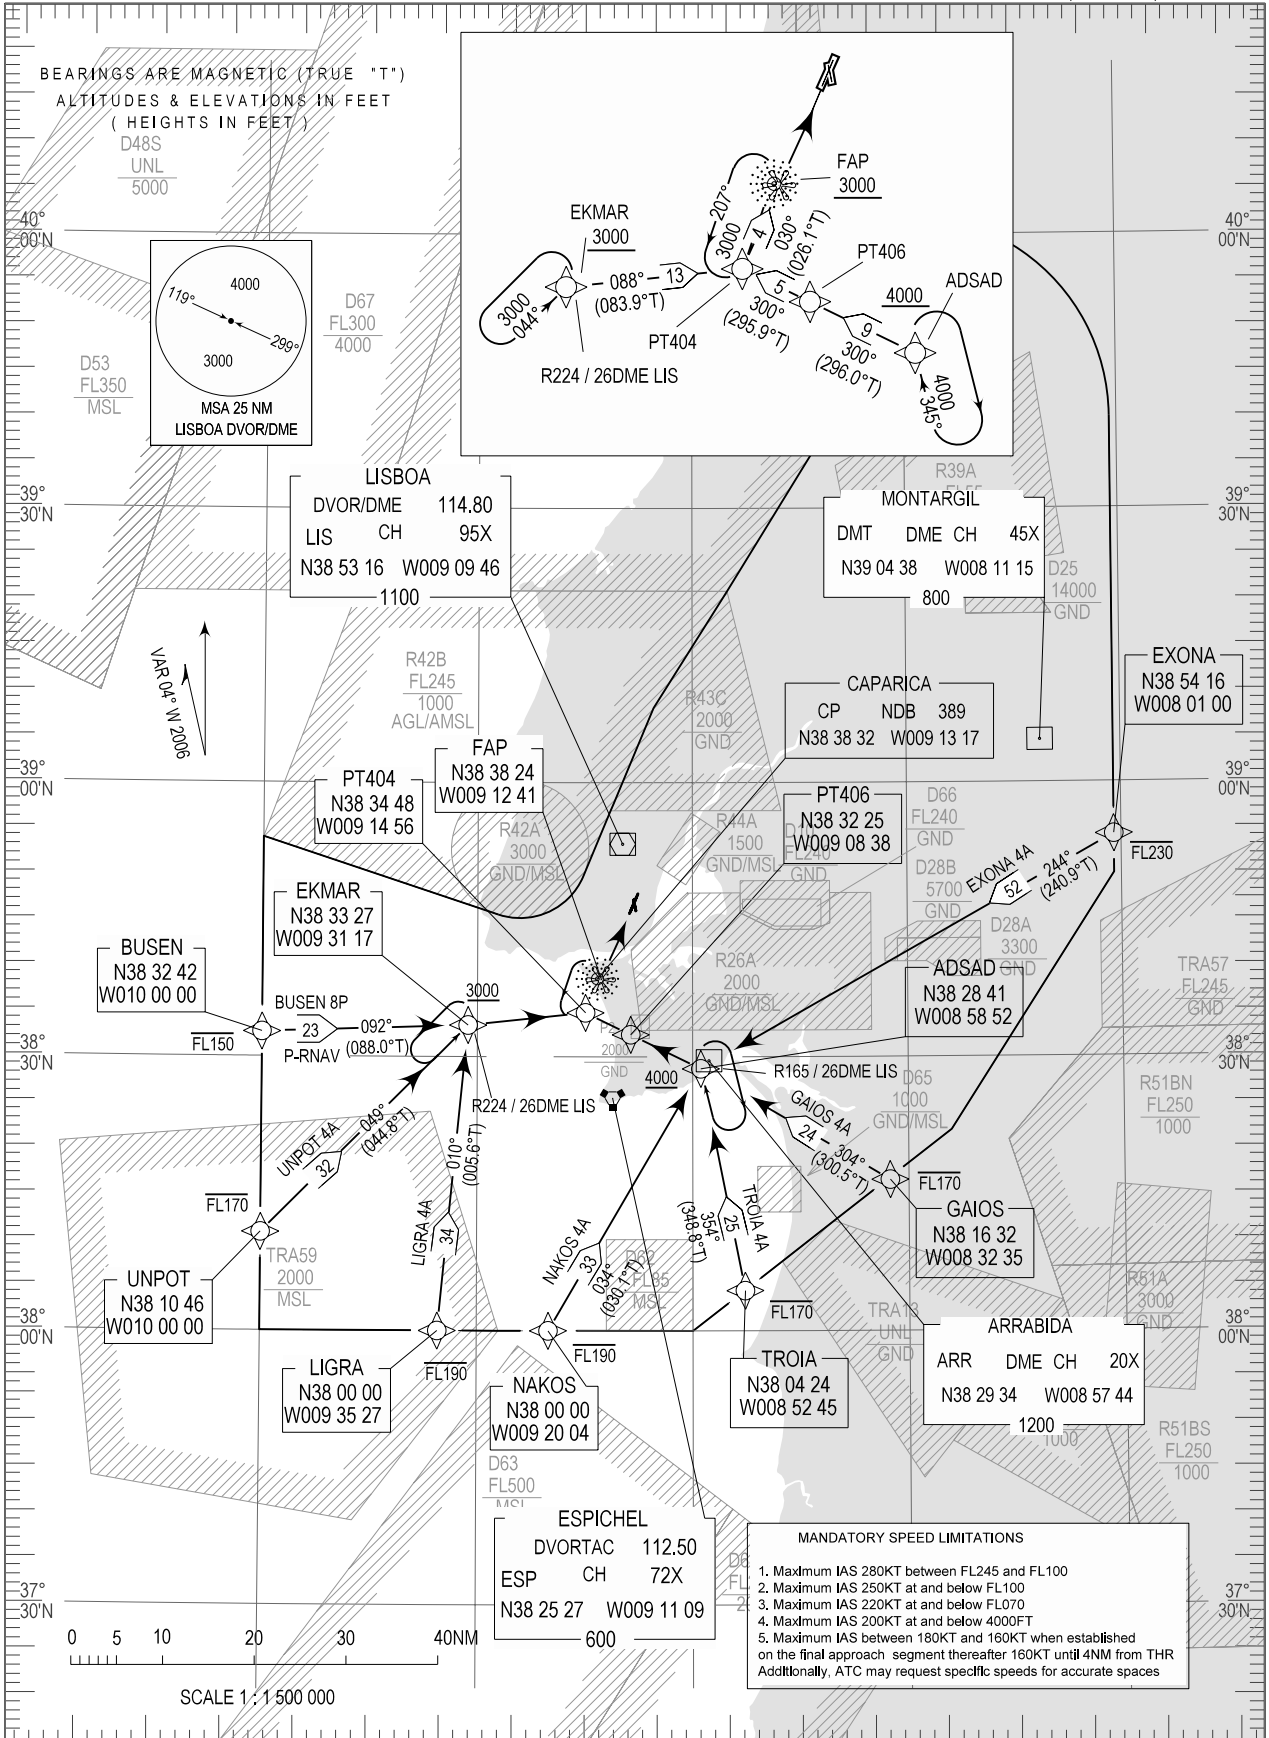 BEARINGS ARE MAGNETIC (TRUE "T")
ALTITUDES & ELEVATIONS IN FEET
( HEIGHTS IN FEET )
D48S
UNL
5000
40°
00'N
40°
00'N
119°
4000
3000
299°
MSA 25 NM
LISBOA DVOR/DME
D67
FL300
4000
D53
FL350
MSL
FAP
3000
EKMAR
3000
207°
3000
4
030°
(026.1°T)
PT406
ADSAD
4000
3000
044°
088°
13
(083.9°T)
PT404
5
300°
(295.9°T)
9
300°
(296.0°T)
4000
345°
R224 / 26DME LIS
39°
30'N
39°
30'N
LISBOA
DVOR/DME 114.80
LIS CH 95X
N38 53 16 W009 09 46
1100
R39A
MONTARGIL
DMT DME CH 45X
N39 04 38 W008 11 15
800
D25
14000
GND
VAR 04° W 2006
R42B
FL245
1000
AGL/AMSL
R43C
2000
GND
CAPARICA
CP NDB 389
N38 38 32 W009 13 17
EXONA
N38 54 16
W008 01 00
FAP
N38 38 24
W009 12 41
39°
00'N
39°
00'N
PT404
N38 34 48
W009 14 56
R42A
3000
GND/MSL
R44A
1500
GND/MSL
PT406
N38 32 25
W009 08 38
FL240
GND
D66
FL240
GND
FL230
D28B
5700
GND
EXONA 4A
52
244°
(240.9°T)
EKMAR
N38 33 27
W009 31 17
D28A
3300
GND
BUSEN
N38 32 42
W010 00 00
R26A
2000
GND/MSL
ADSAD
N38 28 41
W008 58 52
TRA57
FL245
GND
3000
BUSEN 8P
23
092°
P-RNAV
(088.0°T)
FL150
38°
30'N
38°
30'N
2000
GND
4000
R165 / 26DME LIS
R224 / 26DME LIS
D65
1000
GND/MSL
R51BN
FL250
1000
UNPOT 4A
32
049°
(044.8°T)
010°
(005.6°T)
LIGRA 4A
34
GAIOS 4A
24
304°
(300.5°T)
FL170
FL170
NAKOS 4A
33
034°
(030.1°T)
TROIA 4A
25
354°
(348.8°T)
GAIOS
N38 16 32
W008 32 35
TRA59
2000
MSL
D62
FL85
MSL
R51A
3000
GND
UNPOT
N38 10 46
W010 00 00
FL170
TRA13
UNL
GND
38°
00'N
38°
00'N
FL190
FL190
ARRABIDA
ARR DME CH 20X
N38 29 34 W008 57 44
1200
LIGRA
N38 00 00
W009 35 27
NAKOS
N38 00 00
W009 20 04
TROIA
N38 04 24
W008 52 45
1000
R51BS
FL250
1000
D63
FL500
MSL
ESPICHEL
DVORTAC 112.50
ESP CH 72X
N38 25 27 W009 11 09
600
37°
30'N
37°
30'N
MANDATORY SPEED LIMITATIONS
1. Maximum IAS 280KT between FL245 and FL100
2. Maximum IAS 250KT at and below FL100
3. Maximum IAS 220KT at and below FL070
4. Maximum IAS 200KT at and below 4000FT
5. Maximum IAS between 180KT and 160KT when established
on the final approach segment thereafter 160KT until 4NM from THR
Additionally, ATC may request specific speeds for accurate spaces
0 5 10 20 30 40NM
SCALE 1 : 1 500 000